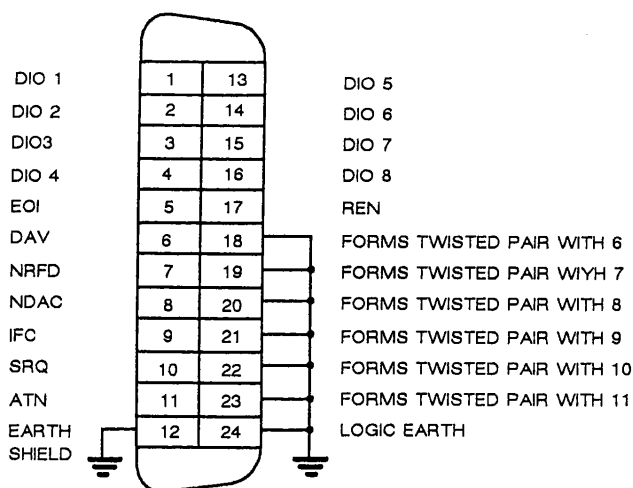 DIO 1 1 13 DIO 5
DIO 2 2 14 DIO 6
DIO3 3 15 DIO 7
DIO 4 4 16 DIO 8
EOI 5 17 REN
DAV 6 18 FORMS TWISTED PAIR WITH 6
NRFD 7 19 FORMS TWISTED PAIR WIYH 7
NDAC 8 20 FORMS TWISTED PAIR WITH 8
IFC 9 21 FORMS TWISTED PAIR WITH 9
SRQ 10 22 FORMS TWISTED PAIR WITH 10
ATN 11 23 FORMS TWISTED PAIR WITH 11
EARTH 12 24 LOGIC EARTH
SHIELD